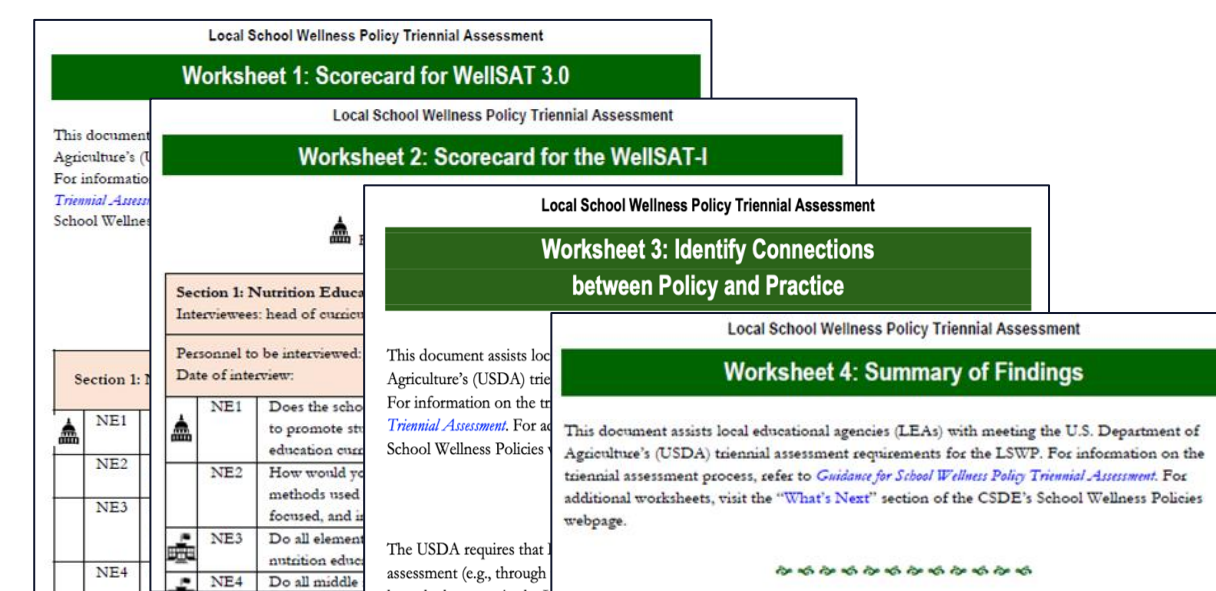 Local School Wellness Policy Triennial Assessment
Worksheet 1: Scorecard for WellSAT 3.0
This document
Agriculture's (U
For informatio
Triennial Assess
School Wellnes
Section 1:
NE1
NE2
NE3
NE4
Local School Wellness Policy Triennial Assessment
Worksheet 2: Scorecard for the WellSAT-I
Section 1: Nutrition Educa
Interviewees: head of curricu
Personnel to be interviewed:
Date of interview:
NE1 Does the scho
to promote stu
education curr
NE2 How would yo
methods used
focused, and i
NE3 Do all element
nutrition educ
NE4 Do all middle
Local School Wellness Policy Triennial Assessment
Worksheet 3: Identify Connections
between Policy and Practice
This document assists loc
Agriculture's (USDA) trie
For information on the tr
Triennial Assessment. For ad
School Wellness Policies
The USDA requires that
assessment (e.g., through
Local School Wellness Policy Triennial Assessment
Worksheet 4: Summary of Findings
This document assists local educational agencies (LEAs) with meeting the U.S. Department of
Agriculture's (USDA) triennial assessment requirements for the LSWP. For information on the
triennial assessment process, refer to Guidance for School Wellness Policy Triennial Assessment. For
additional worksheets, visit the “What's Next” section of the CSDE's School Wellness Policies
webpage.